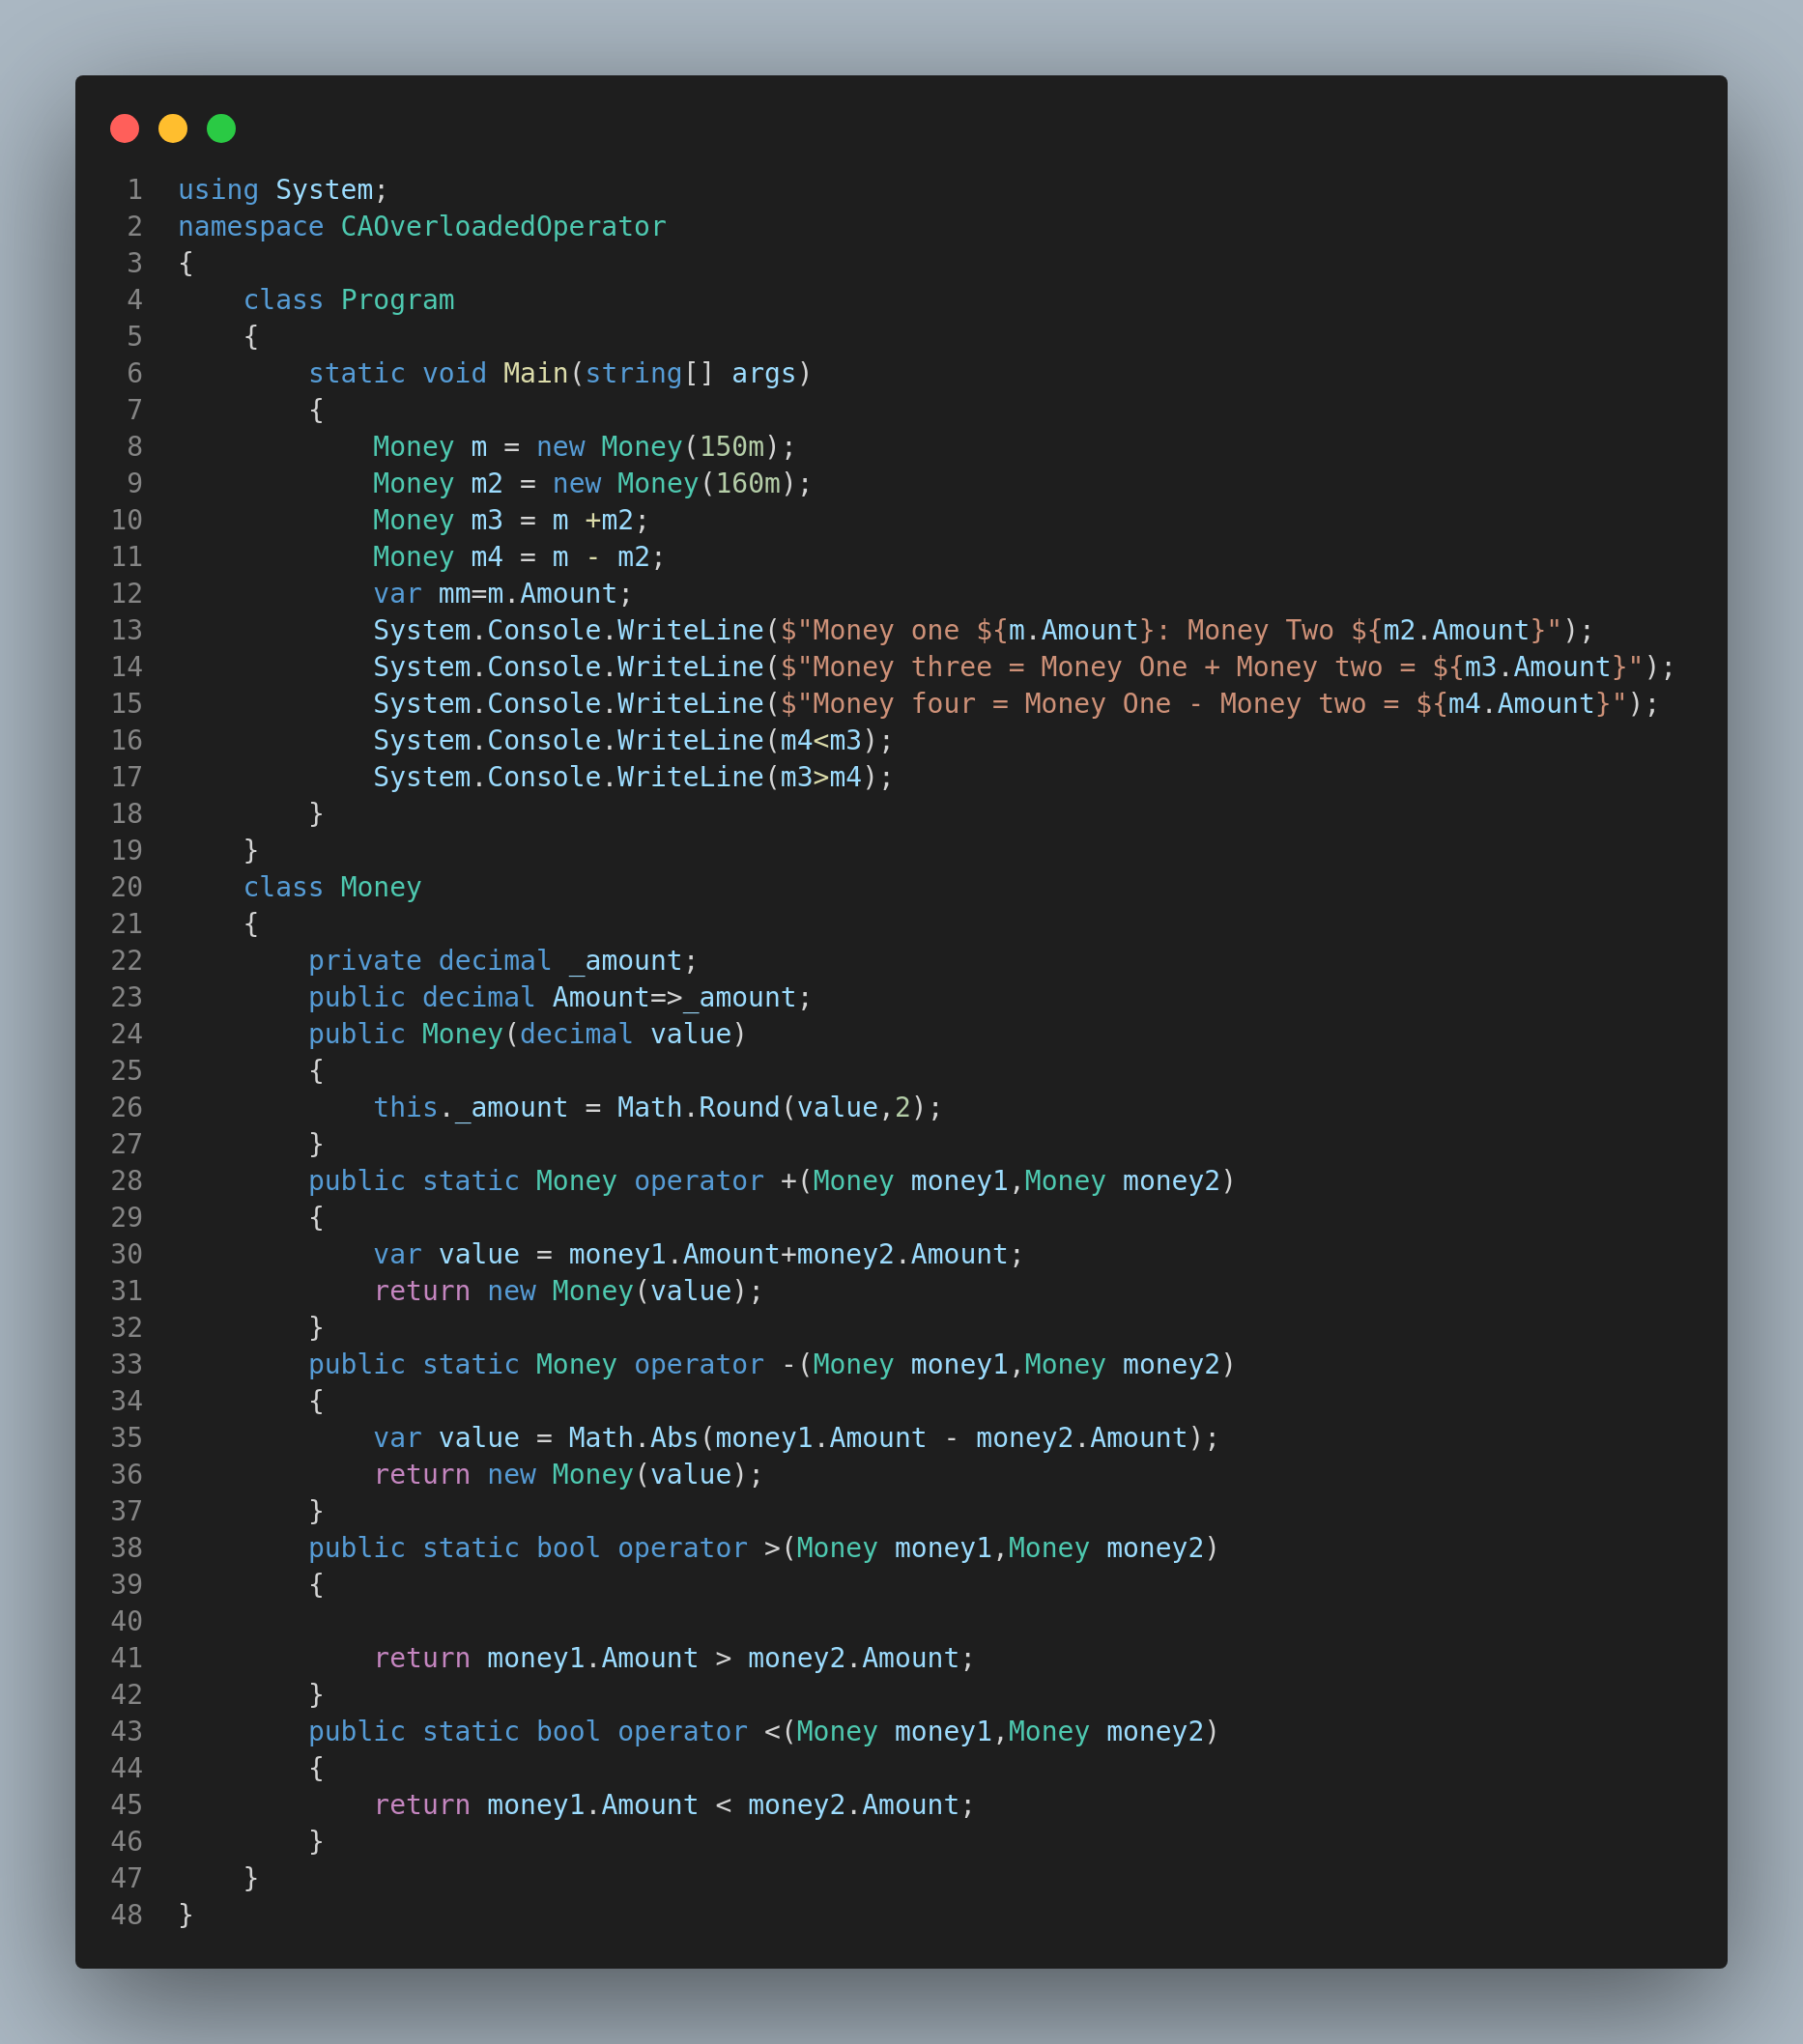 1 using System;
2 namespace CAOverloadedOperator
3 {
4     class Program
5     {
6         static void Main(string[] args)
7         {
8             Money m = new Money(150m);
9             Money m2 = new Money(160m);
10             Money m3 = m +m2;
11             Money m4 = m - m2;
12             var mm=m.Amount;
13             System.Console.WriteLine($"Money one ${m.Amount}: Money Two ${m2.Amount}");
14             System.Console.WriteLine($"Money three = Money One + Money two = ${m3.Amount}");
15             System.Console.WriteLine($"Money four = Money One - Money two = ${m4.Amount}");
16             System.Console.WriteLine(m4<m3);
17             System.Console.WriteLine(m3>m4);
18         }
19     }
20     class Money
21     {
22         private decimal _amount;
23         public decimal Amount=>_amount;
24         public Money(decimal value)
25         {
26             this._amount = Math.Round(value,2);
27         }
28         public static Money operator +(Money money1,Money money2)
29         {
30             var value = money1.Amount+money2.Amount;
31             return new Money(value);
32         }
33         public static Money operator -(Money money1,Money money2)
34         {
35             var value = Math.Abs(money1.Amount - money2.Amount);
36             return new Money(value);
37         }
38         public static bool operator >(Money money1,Money money2)
39         {
40
41             return money1.Amount > money2.Amount;
42         }
43         public static bool operator <(Money money1,Money money2)
44         {
45             return money1.Amount < money2.Amount;
46         }
47     }
48 }